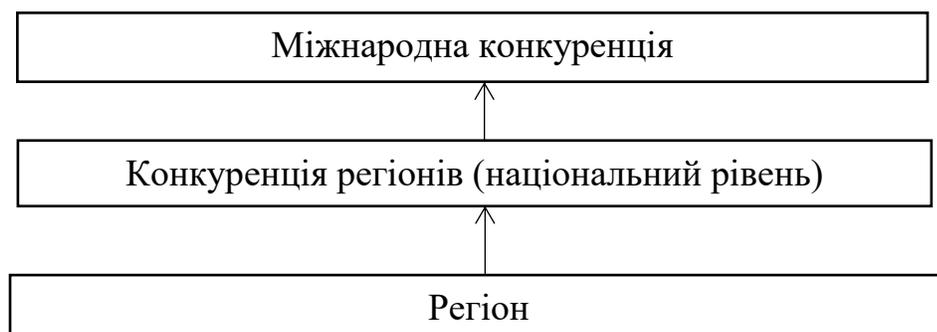 Міжнародна конкуренція
Конкуренція регіонів (національний рівень)
Регіон